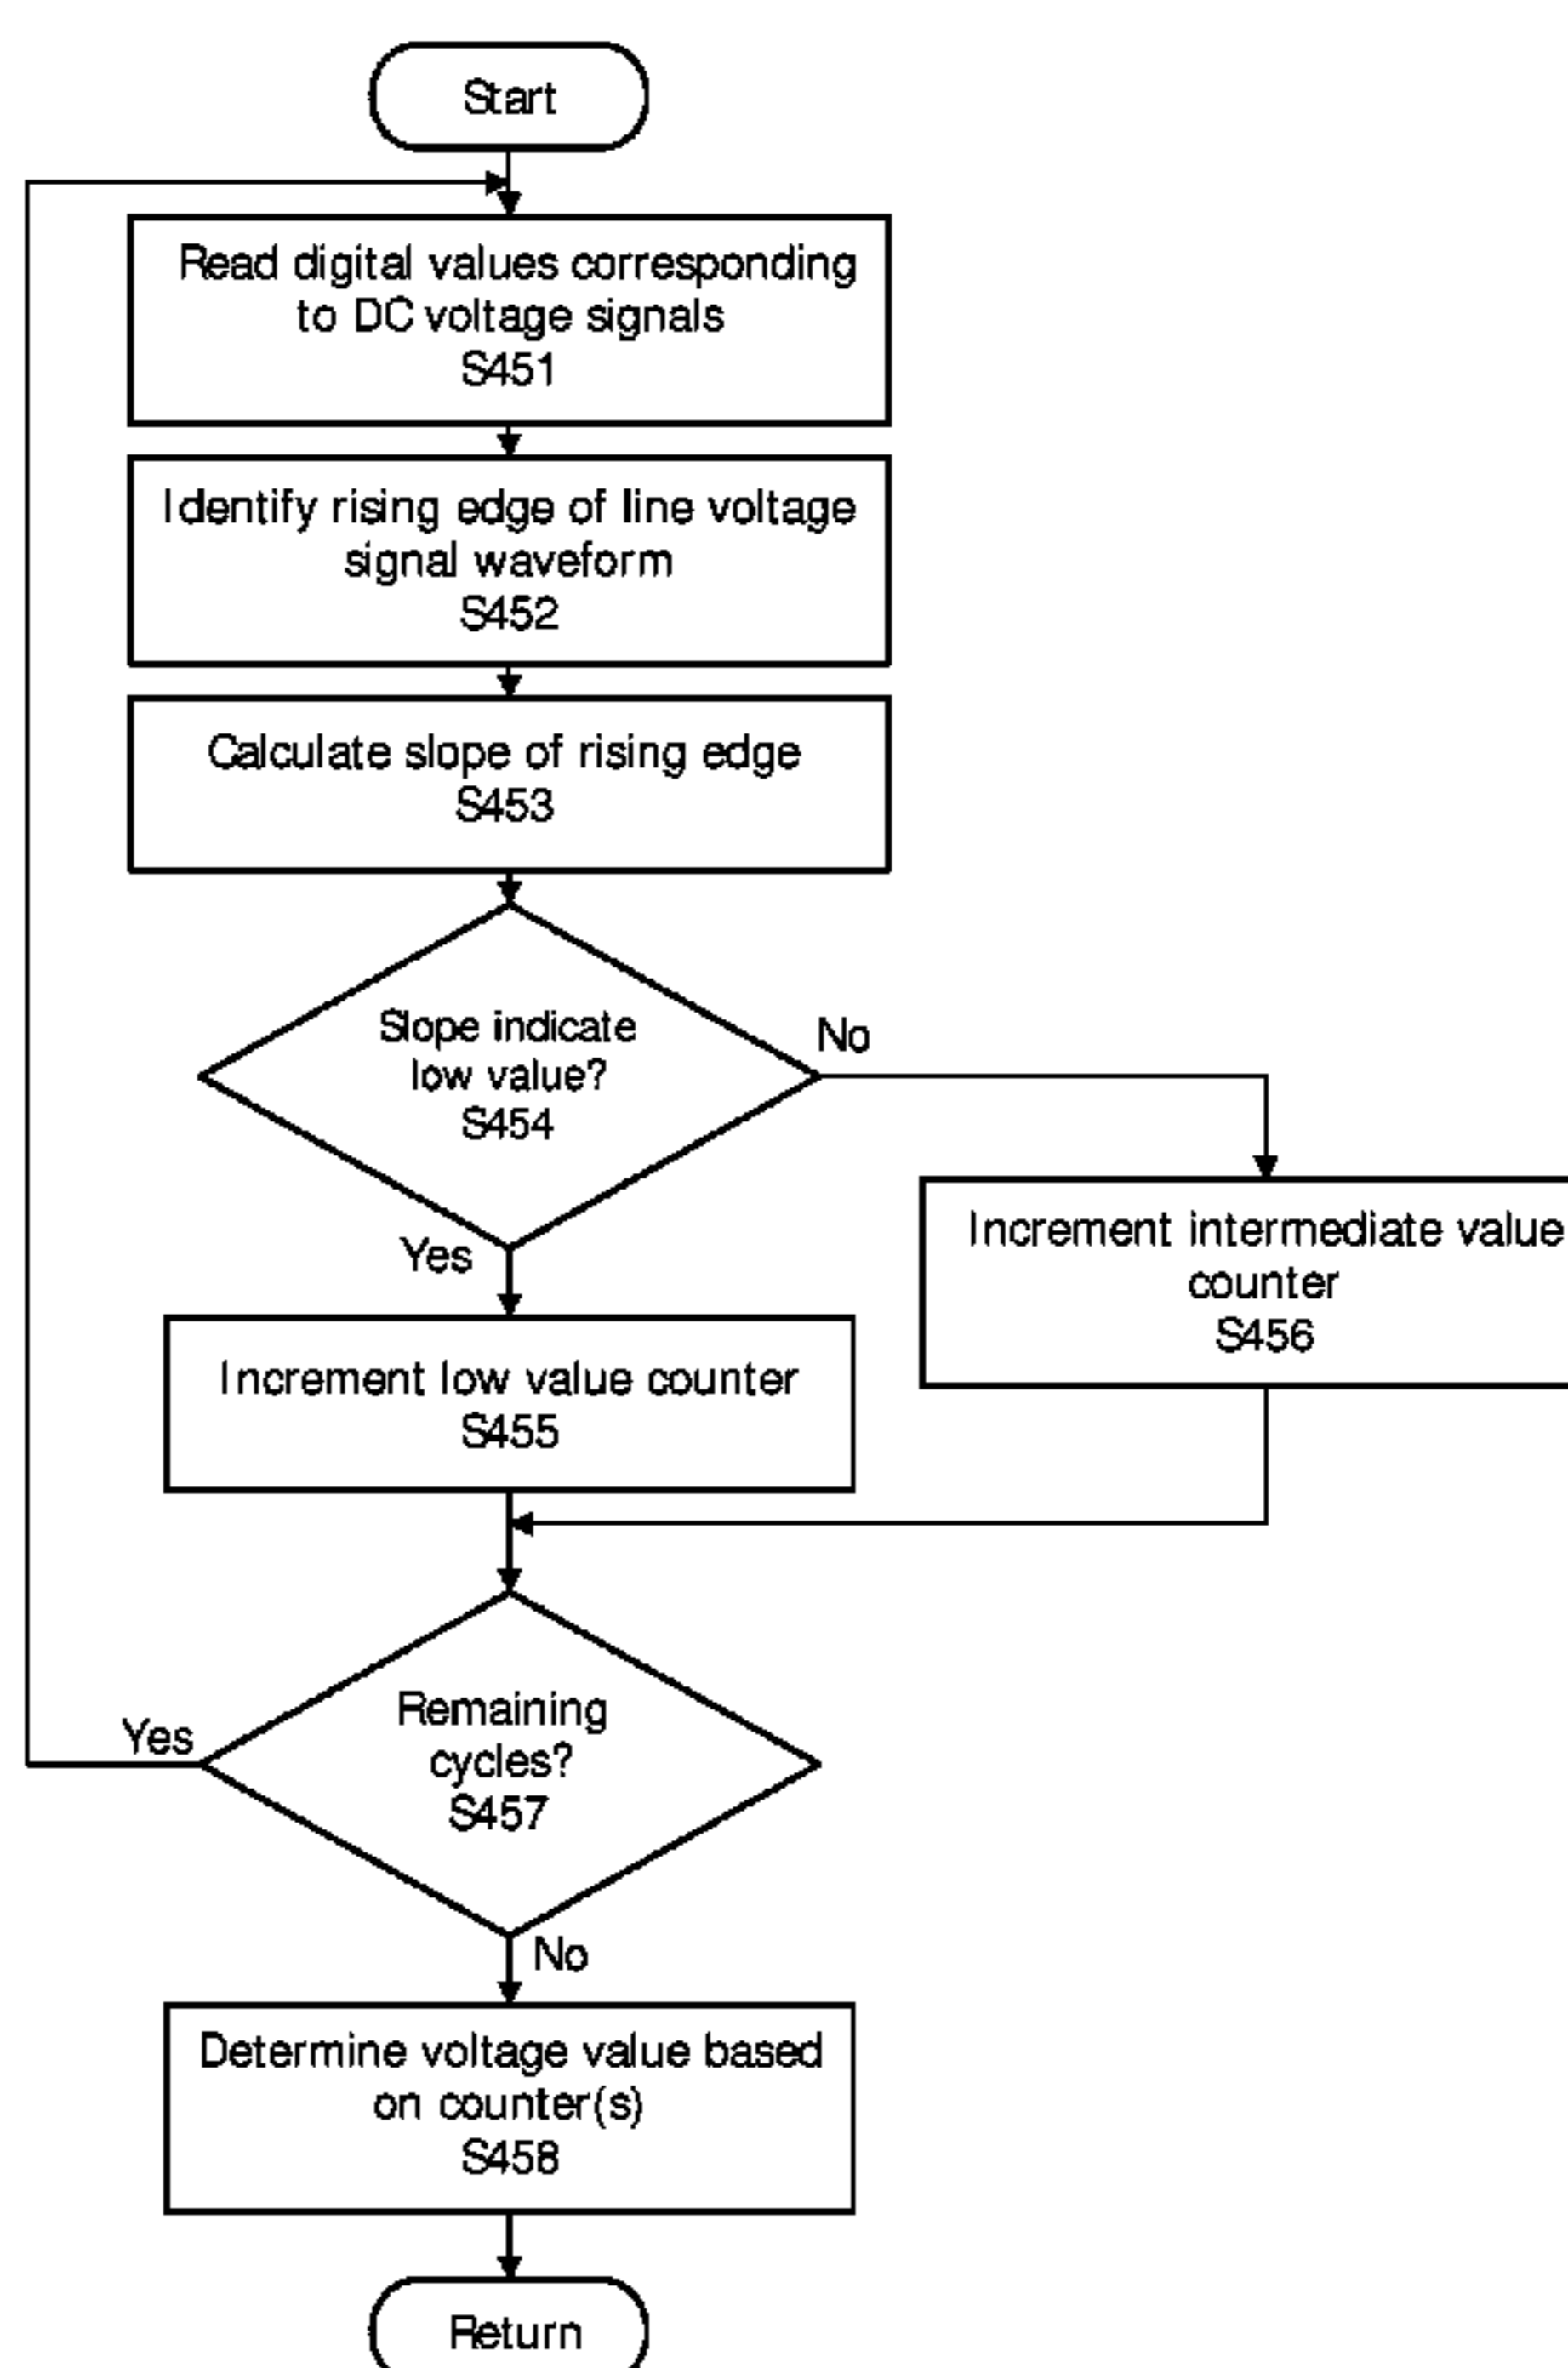 Start
Read digital values corresponding
to DC voltage signals
S451
Identify rising edge of line voltage
signal waveform
S452
Calculate slope of rising edge
S453
Slope indicate
low value?
S454
No
Yes
Increment intermediate value
counter
S456
Increment low value counter
S455
Remaining
cycles?
S457
Yes
No
Determine voltage value based
on counter(s)
S458
Return